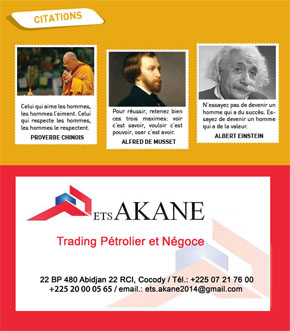 CITATIONS
Celui qui aime les hommes,
les hommes l'aiment. Celui
qui respecte les hommes,
les hommes le respectent.
PROVERBE CHINOIS
Pour réussir, retenez bien
ces trois maximes: voir
c'est savoir, vouloir c'est
pouvoir, oser c'est avoir.
ALFRED DE MUSSET
N'essayez pas de devenir un
homme qui a du succès. Es-
sayez de devenir un homme
qui a de la valeur.
ALBERT EINSTEIN
ETS AKANE
Trading Pétrolier et Négoce
22 BP 480 Abidjan 22 RCI, Cocody / Tél.: +225 07 21 76 00
+225 20 00 05 65 / email.: ets.akane2014@gmail.com